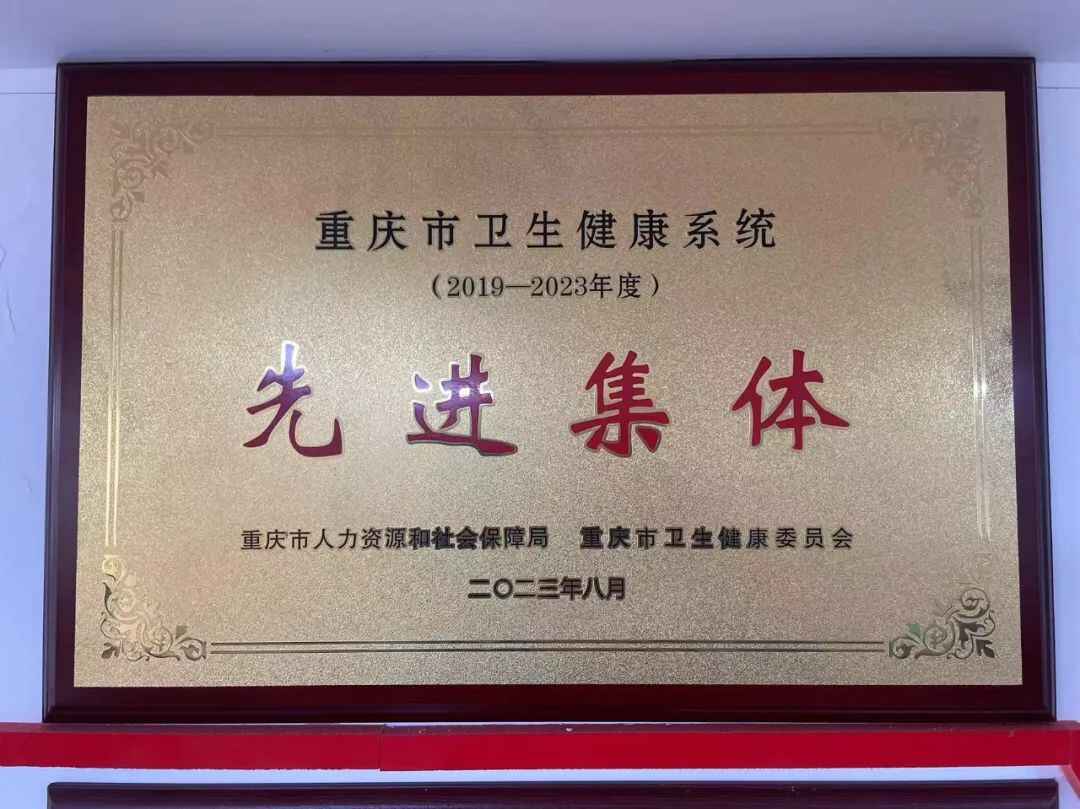 重庆市卫生健康系统
（2019—2023年度）
先进集体
重庆市人力资源和社会保障局 重庆市卫生健康委员会
二〇二三年八月